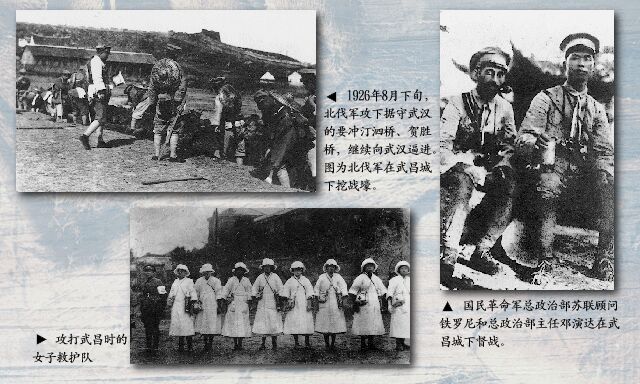 ◀ 1926年8月下旬，
北伐军攻下据守武汉
的要冲汀泗桥、贺胜
桥，继续向武汉逼进。
图为北伐军在武昌城
下挖战壕。
▲ 国民革命军总政治部苏联顾问
铁罗尼和总政治部主任邓演达在武
昌城下督战。
▶ 攻打武昌时的
女子救护队